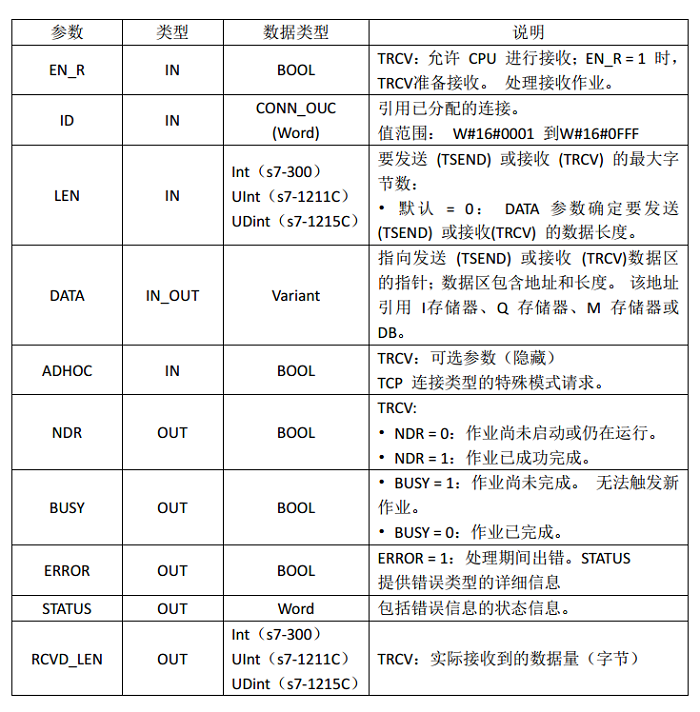 参数 类型 数据类型 说明
EN_R IN BOOL TRCV：允许 CPU 进行接收；EN_R = 1 时，
TRCV准备接收。 处理接收作业。
ID IN CONN_OUC
(Word)
引用已分配的连接。
值范围： W#16#0001 到W#16#0FFF
LEN IN Int（s7-300）
UInt（s7-1211C）
UDint（s7-1215C）
要发送 (TSEND) 或接收 (TRCV) 的最大字
节数：
• 默认 = 0： DATA 参数确定要发送
(TSEND) 或接收(TRCV) 的数据长度。
DATA IN_OUT Variant 指向发送 (TSEND) 或接收 (TRCV)数据区
的指针；数据区包含地址和长度。 该地址
引用 I存储器、Q 存储器、M 存储器或
DB。
ADHOC IN BOOL TRCV：可选参数（隐藏）
TCP 连接类型的特殊模式请求。
NDR OUT BOOL TRCV:
• NDR = 0：作业尚未启动或仍在运行。
• NDR = 1：作业已成功完成。
BUSY OUT BOOL • BUSY = 1：作业尚未完成。 无法触发新
作业。
• BUSY = 0：作业已完成。
ERROR OUT BOOL ERROR = 1：处理期间出错。STATUS
提供错误类型的详细信息
STATUS OUT Word 包括错误信息的状态信息。
RCVD_LEN OUT Int（s7-300）
UInt（s7-1211C）
UDint（s7-1215C）
TRCV：实际接收到的数据量（字节）